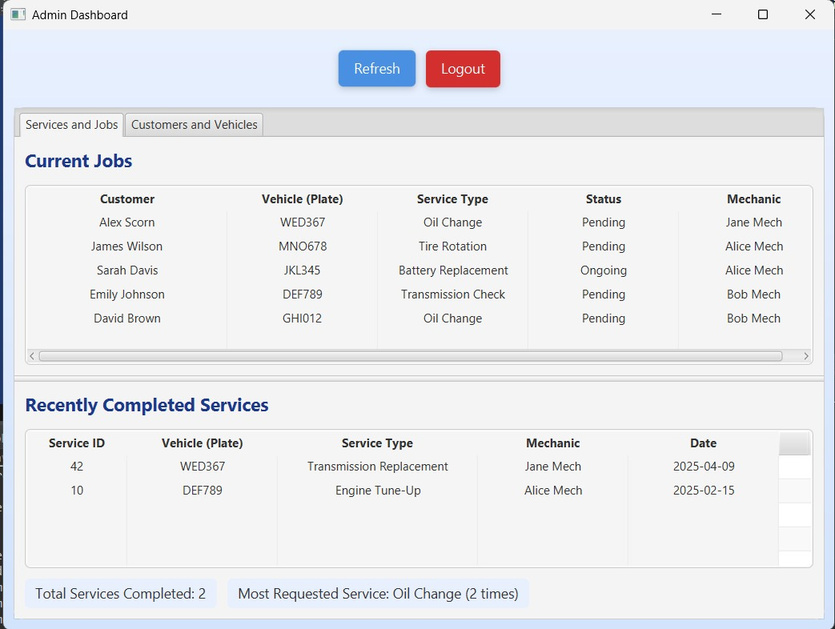 Admin Dashboard
Refresh Logout
Services and Jobs Customers and Vehicles
Current Jobs
Customer Vehicle (Plate) Service Type Status Mechanic
Alex Scorn WED367 Oil Change Pending Jane Mech
James Wilson MNO678 Tire Rotation Pending Alice Mech
Sarah Davis JKL345 Battery Replacement Ongoing Alice Mech
Emily Johnson DEF789 Transmission Check Pending Bob Mech
David Brown GHI012 Oil Change Pending Bob Mech
Recently Completed Services
Service ID Vehicle (Plate) Service Type Mechanic Date
42 WED367 Transmission Replacement Jane Mech 2025-04-09
10 DEF789 Engine Tune-Up Alice Mech 2025-02-15
Total Services Completed: 2 Most Requested Service: Oil Change (2 times)